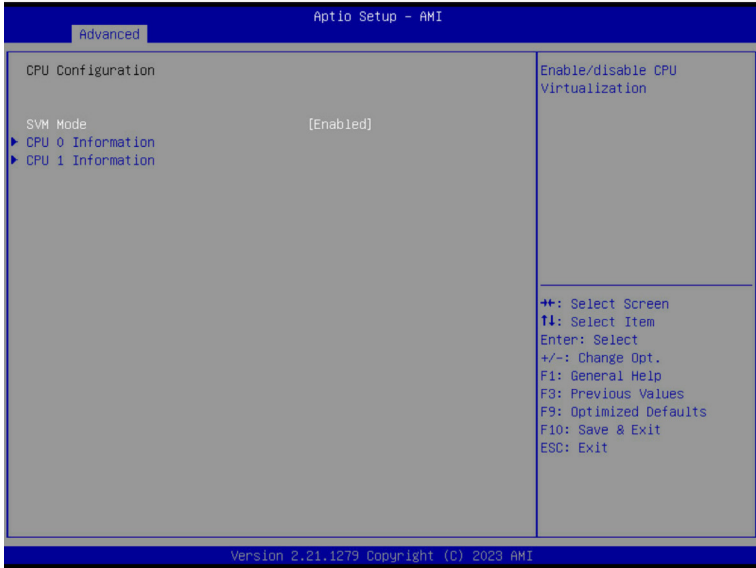 Aptio Setup – AMI
Advanced
CPU Configuration
SVM Mode [Enabled]
CPU 0 Information
CPU 1 Information
Enable/disable CPU
Virtualization
→←: Select Screen
↑↓: Select Item
Enter: Select
+/-: Change Opt.
F1: General Help
F3: Previous Values
F9: Optimized Defaults
F10: Save & Exit
ESC: Exit
Version 2.21.1279 Copyright (C) 2023 AMI